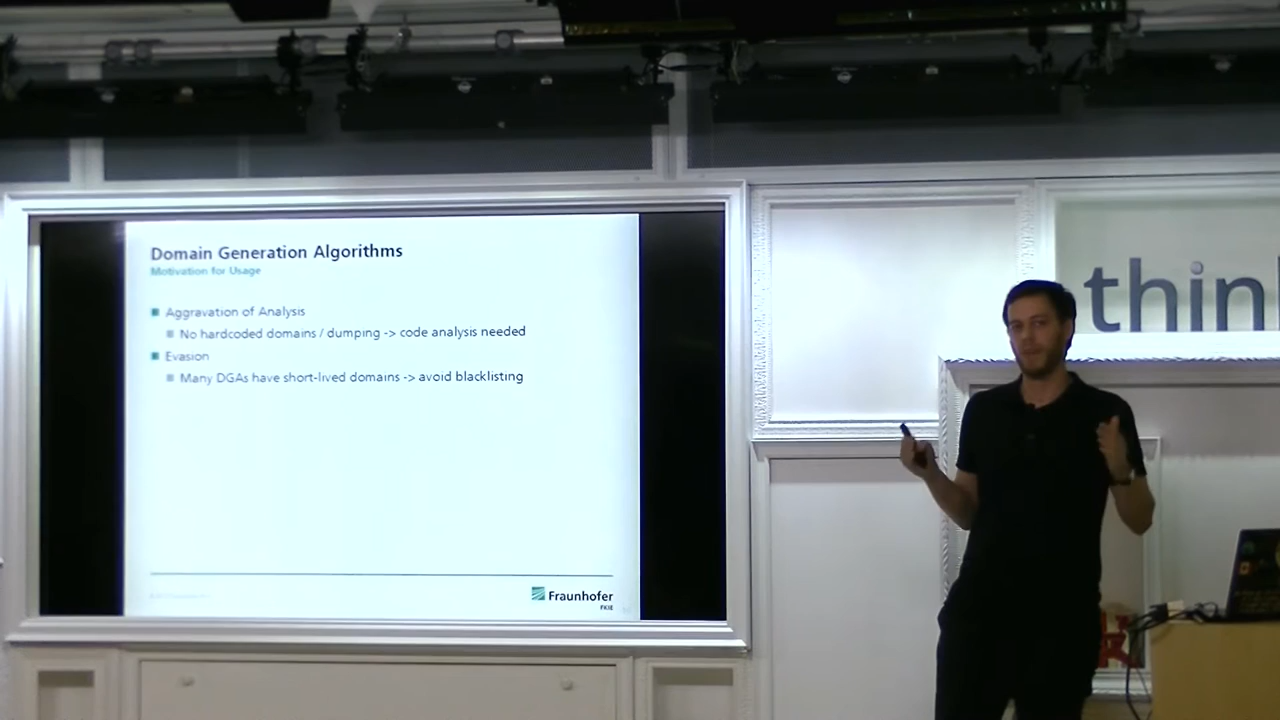 Domain Generation Algorithms
Motivation for Usage
Aggravation of Analysis
No hardcoded domains / dumping -> code analysis needed
Evasion
Many DGAs have short-lived domains -> avoid blacklisting
Fraunhofer
FKIE
thin